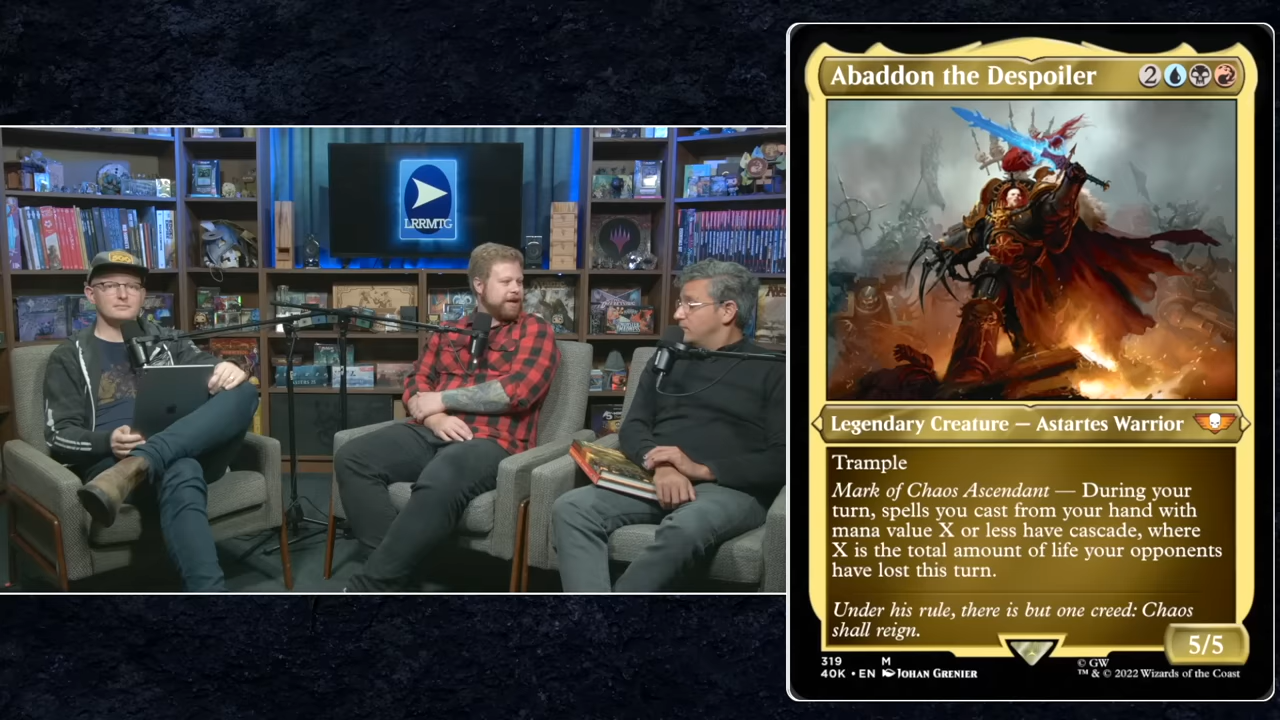 LRRMTG
Abaddon the Despoiler
2
Legendary Creature — Astartes Warrior
Trample
Mark of Chaos Ascendant — During your
turn, spells you cast from your hand with
mana value X or less have cascade, where
X is the total amount of life your opponents
have lost this turn.
Under his rule, there is but one creed: Chaos
shall reign.
5/5
319 M
40K • EN JOHAN GRENIER
© GW
™ & © 2022 Wizards of the Coast